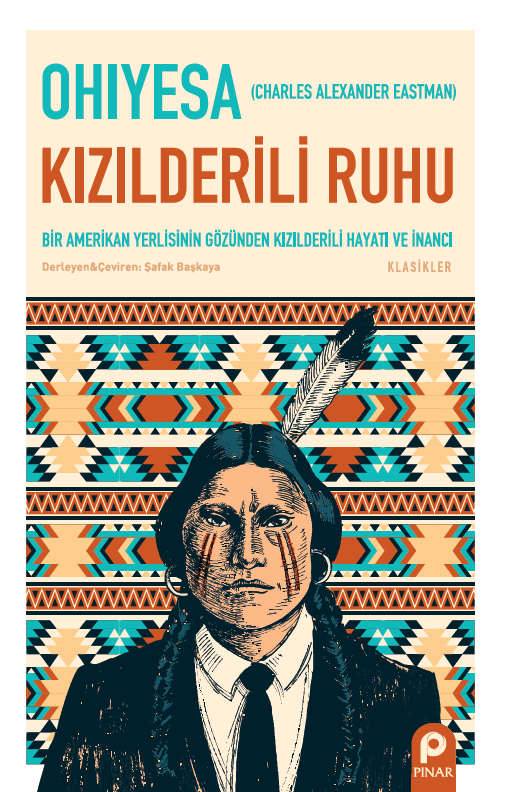 OHIYESA (CHARLES ALEXANDER EASTMAN)
KIZILDERİLİ RUHU
BİR AMERİKAN YERLİSİNİN GÖZÜNDEN KIZILDERİLİ HAYATI VE İNANCI
Derleyen&Çeviren: Şafak Başkaya KLASİKLER
PINAR